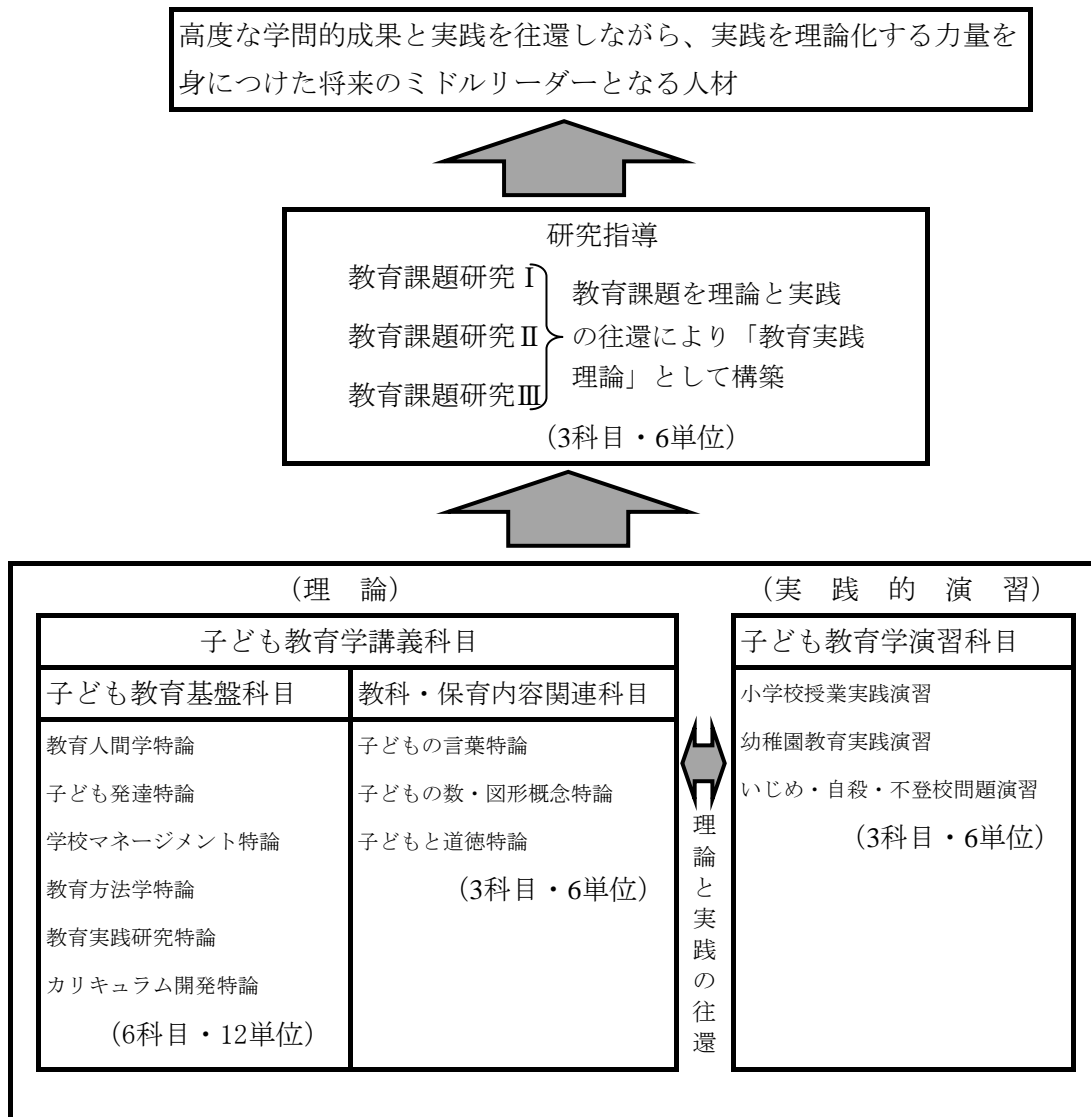 高度な学問的成果と実践を往還しながら、実践を理論化する力量を
身につけた将来のミドルリーダーとなる人材
研究指導
教育課題研究Ⅰ
教育課題研究Ⅱ
教育課題研究Ⅲ
教育課題を理論と実践
の往還により「教育実践
理論」として構築
（3科目・6単位）
（理　論）
子ども教育学講義科目
子ども教育基盤科目
教育人間学特論
子ども発達特論
学校マネージメント特論
教育方法学特論
教育実践研究特論
カリキュラム開発特論
（6科目・12単位）
教科・保育内容関連科目
子どもの言葉特論
子どもの数・図形概念特論
子どもと道徳特論
（3科目・6単位）
理論と実践の往還
（実　践　的　演　習）
子ども教育学演習科目
小学校授業実践演習
幼稚園教育実践演習
いじめ・自殺・不登校問題演習
（3科目・6単位）